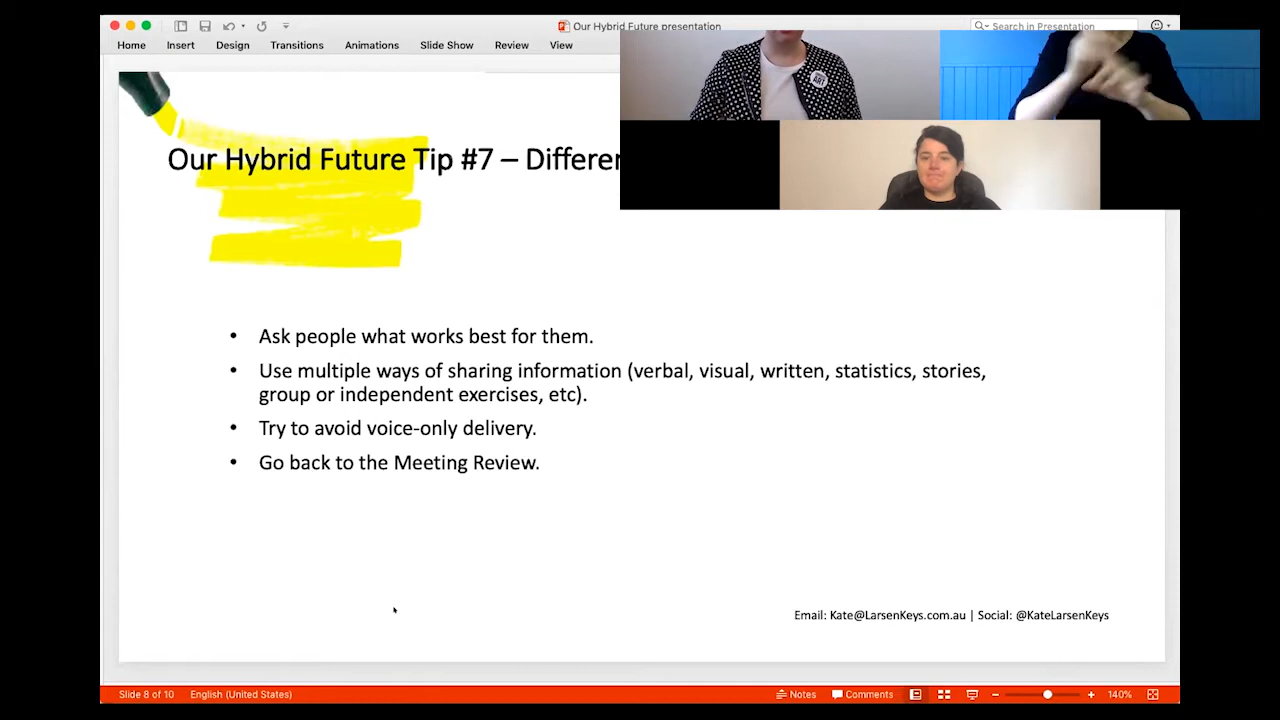 Our Hybrid Future presentation
Search in Presentation
Home Insert Design Transitions Animations Slide Show Review View
ART
Our Hybrid Future Tip #7 – Differen
• Ask people what works best for them.
• Use multiple ways of sharing information (verbal, visual, written, statistics, stories,
group or independent exercises, etc).
• Try to avoid voice-only delivery.
• Go back to the Meeting Review.
Email: Kate@LarsenKeys.com.au | Social: @KateLarsenKeys
Slide 8 of 10 English (United States) Notes Comments 140%